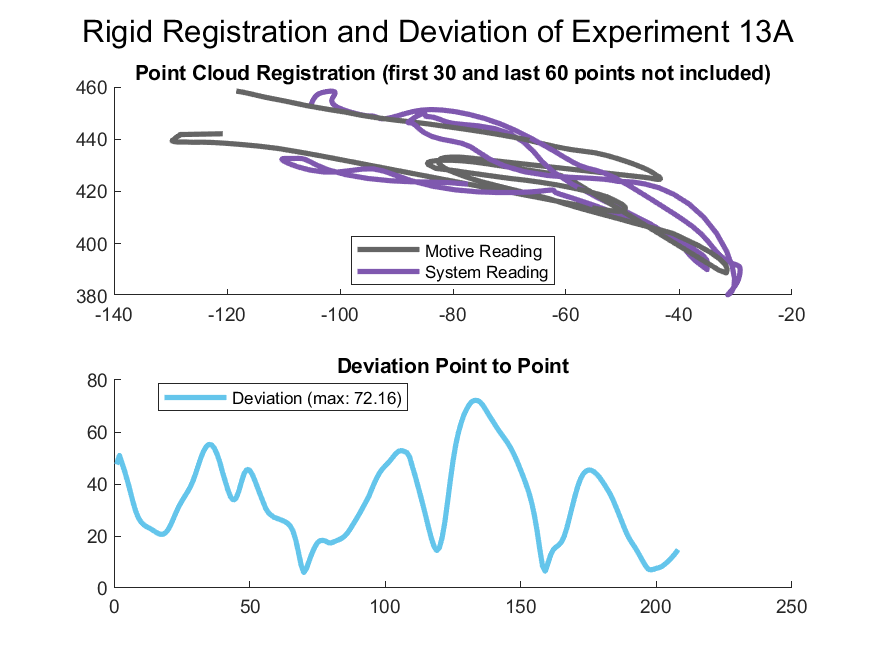 Rigid Registration and Deviation of Experiment 13A
Point Cloud Registration (first 30 and last 60 points not included)
460
440
420
400
380
Motive Reading
System Reading
-140 -120 -100 -80 -60 -40 -20
Deviation Point to Point
80
60
40
20
0
Deviation (max: 72.16)
0 50 100 150 200 250